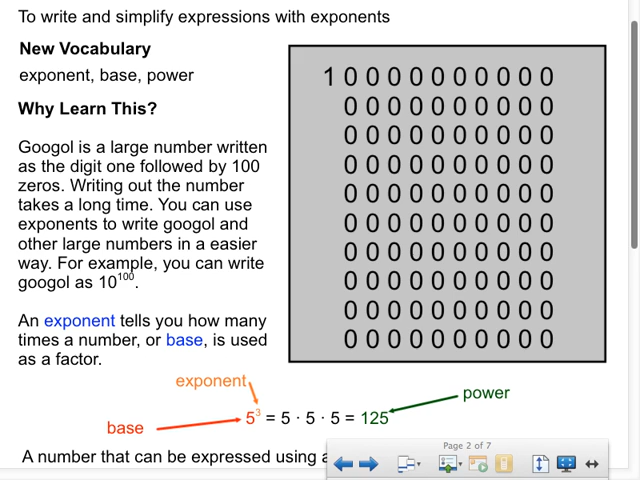 To write and simplify expressions with exponents
New Vocabulary
exponent, base, power
Why Learn This?
Googol is a large number written
as the digit one followed by 100
zeros. Writing out the number
takes a long time. You can use
exponents to write googol and
other large numbers in a easier
way. For example, you can write
googol as 10¹⁰⁰.
An exponent tells you how many
times a number, or base, is used
as a factor.
1 0 0 0 0 0 0 0 0 0 0
0 0 0 0 0 0 0 0 0 0
0 0 0 0 0 0 0 0 0 0
0 0 0 0 0 0 0 0 0 0
0 0 0 0 0 0 0 0 0 0
0 0 0 0 0 0 0 0 0 0
0 0 0 0 0 0 0 0 0 0
0 0 0 0 0 0 0 0 0 0
0 0 0 0 0 0 0 0 0 0
0 0 0 0 0 0 0 0 0 0
exponent
power
5³ = 5 · 5 · 5 = 125
base
A number that can be expressed using a
Page 2 of 7